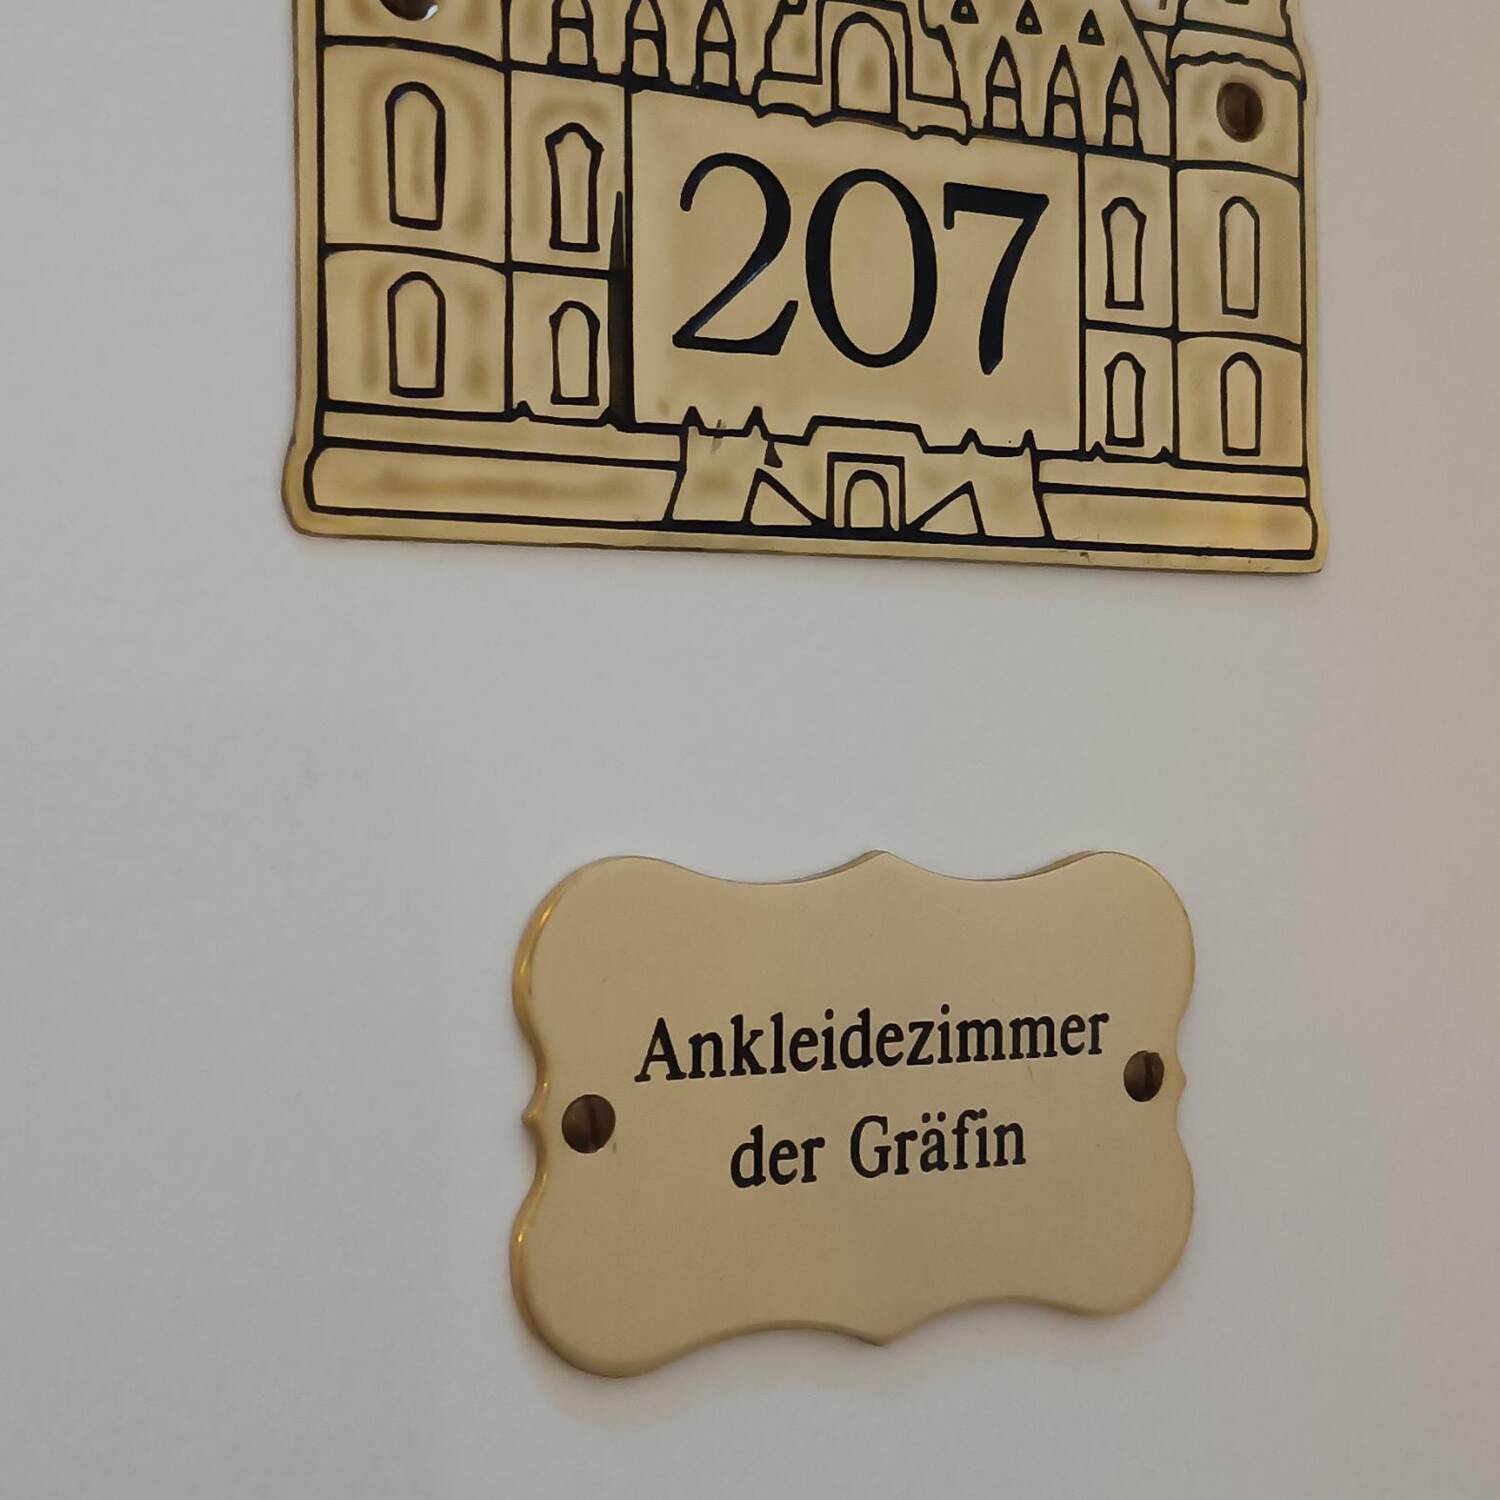 207
Ankleidezimmer
der Gräfin